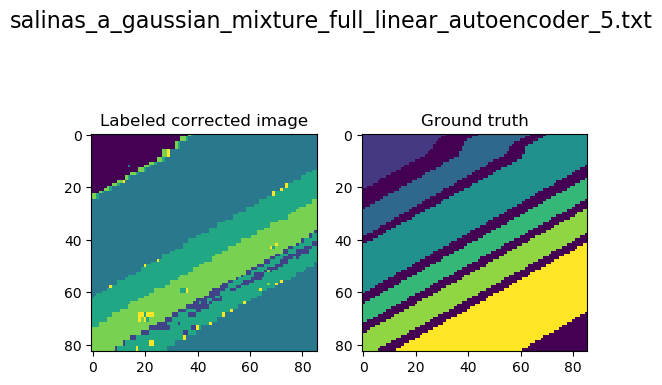 salinas_a_gaussian_mixture_full_linear_autoencoder_5.txt
Labeled corrected image
Ground truth
0
20
40
60
80
0 20 40 60 80
0
20
40
60
80
0 20 40 60 80